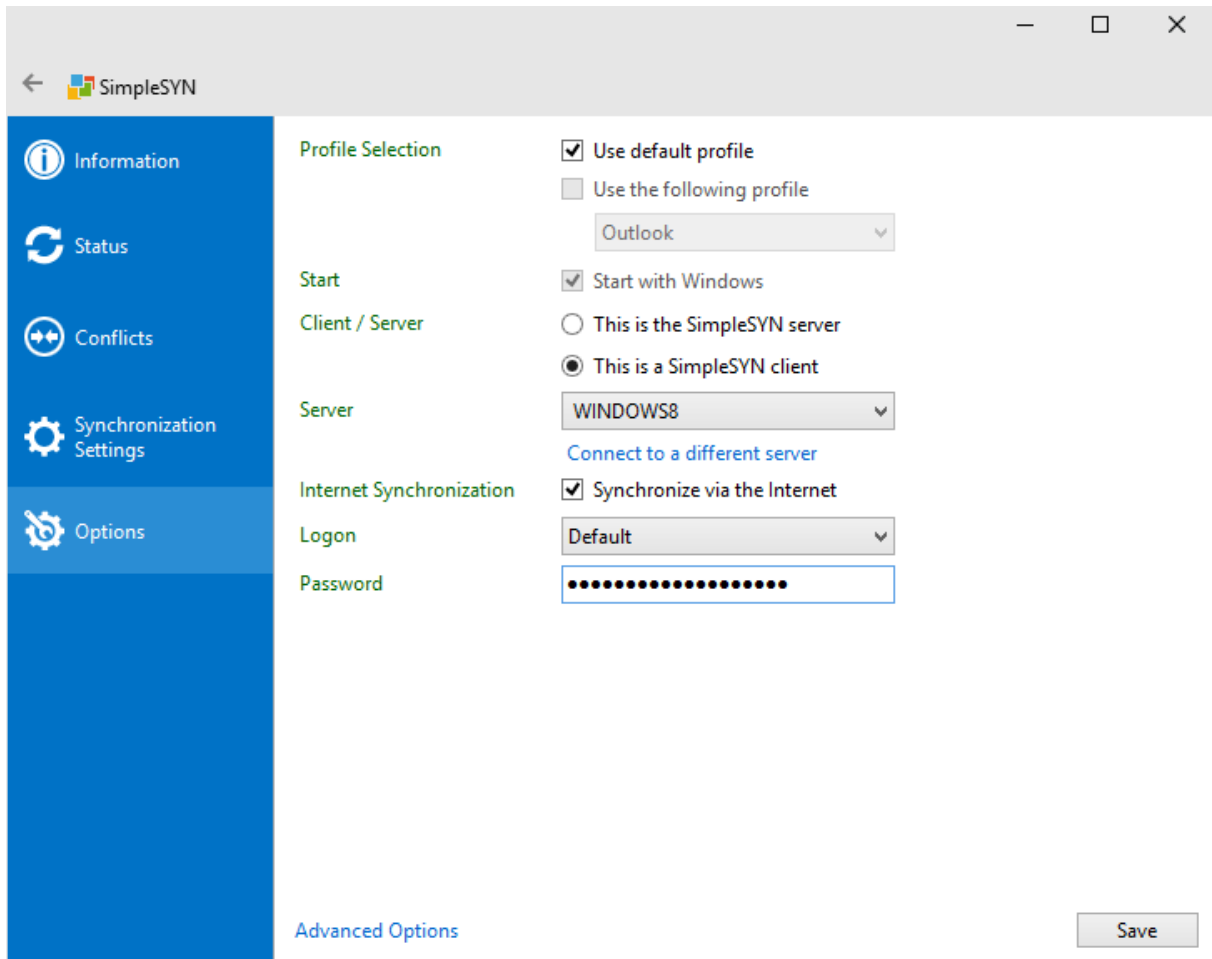 SimpleSYN
Information
Status
Conflicts
Synchronization
Settings
Options
Profile Selection
Use default profile
Use the following profile
Outlook
Start
Start with Windows
Client / Server
This is the SimpleSYN server
This is a SimpleSYN client
Server
WINDOWS8
Connect to a different server
Internet Synchronization
Synchronize via the Internet
Logon
Default
Password
●●●●●●●●●●●●●●●●●●●
Advanced Options
Save